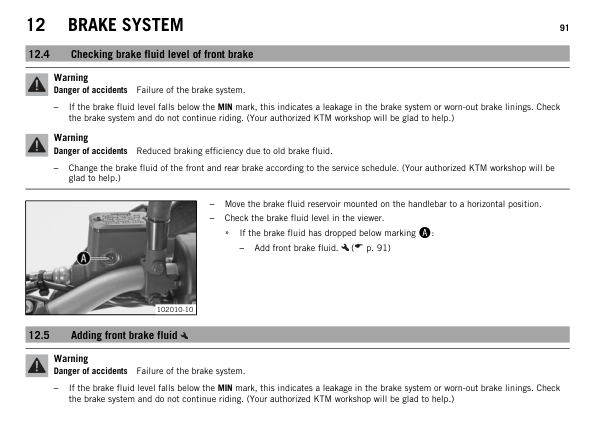 12 BRAKE SYSTEM 91
12.4 Checking brake fluid level of front brake
Warning
Danger of accidents Failure of the brake system.
– If the brake fluid level falls below the MIN mark, this indicates a leakage in the brake system or worn-out brake linings. Check
the brake system and do not continue riding. (Your authorized KTM workshop will be glad to help.)
Warning
Danger of accidents Reduced braking efficiency due to old brake fluid.
– Change the brake fluid of the front and rear brake according to the service schedule. (Your authorized KTM workshop will be
glad to help.)
– Move the brake fluid reservoir mounted on the handlebar to a horizontal position.
– Check the brake fluid level in the viewer.
» If the brake fluid has dropped below marking A:
– Add front brake fluid. (☛ p. 91)
A
102010-10
12.5 Adding front brake fluid
Warning
Danger of accidents Failure of the brake system.
– If the brake fluid level falls below the MIN mark, this indicates a leakage in the brake system or worn-out brake linings. Check
the brake system and do not continue riding. (Your authorized KTM workshop will be glad to help.)